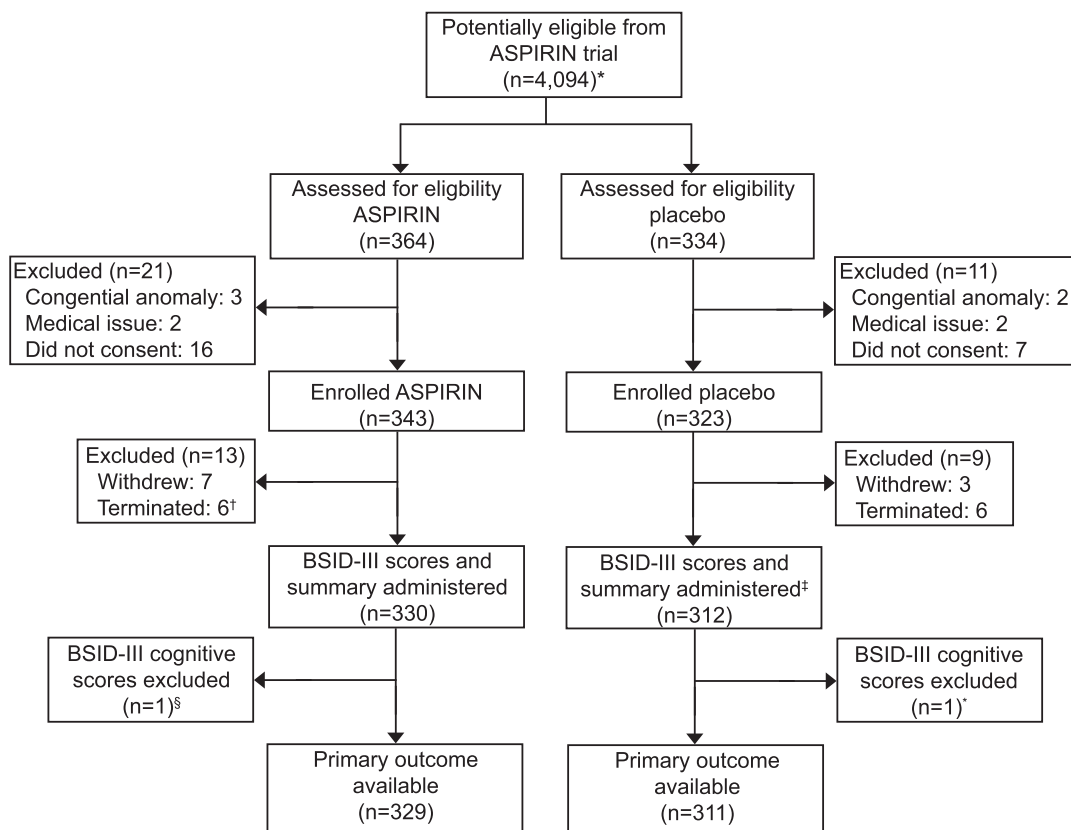 Potentially eligible from
ASPIRIN trial
(n=4,094)*
Assessed for eligbility
ASPIRIN
(n=364)
Assessed for eligibility
placebo
(n=334)
Excluded (n=21)
Congential anomaly: 3
Medical issue: 2
Did not consent: 16
Excluded (n=11)
Congential anomaly: 2
Medical issue: 2
Did not consent: 7
Enrolled ASPIRIN
(n=343)
Enrolled placebo
(n=323)
Excluded (n=13)
Withdrew: 7
Terminated: 6†
Excluded (n=9)
Withdrew: 3
Terminated: 6
BSID-III scores and
summary administered
(n=330)
BSID-III scores and
summary administered‡
(n=312)
BSID-III cognitive
scores excluded
(n=1)§
BSID-III cognitive
scores excluded
(n=1)*
Primary outcome
available
(n=329)
Primary outcome
available
(n=311)